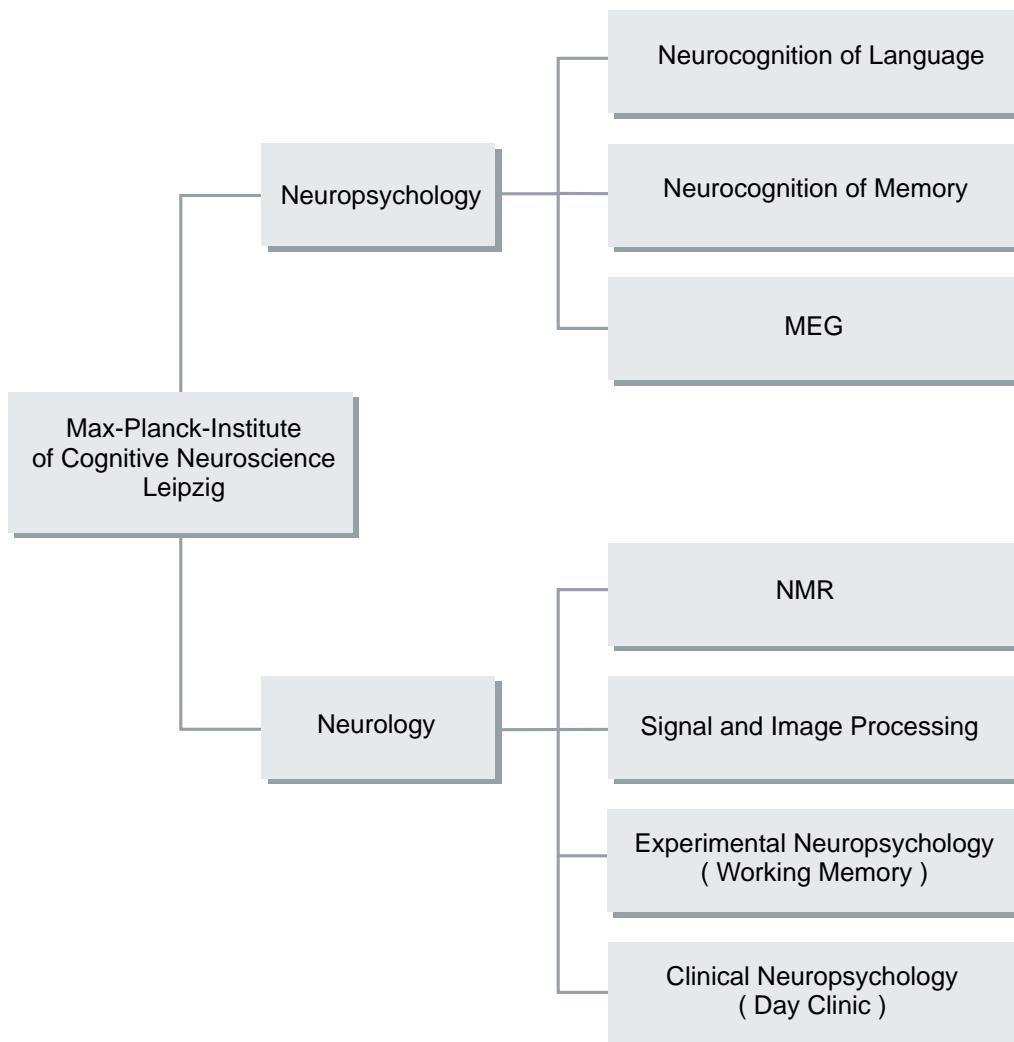 Neurocognition of Language
Neuropsychology
Neurocognition of Memory
MEG
Max-Planck-Institute
of Cognitive Neuroscience
Leipzig
NMR
Neurology
Signal and Image Processing
Experimental Neuropsychology
( Working Memory )
Clinical Neuropsychology
( Day Clinic )